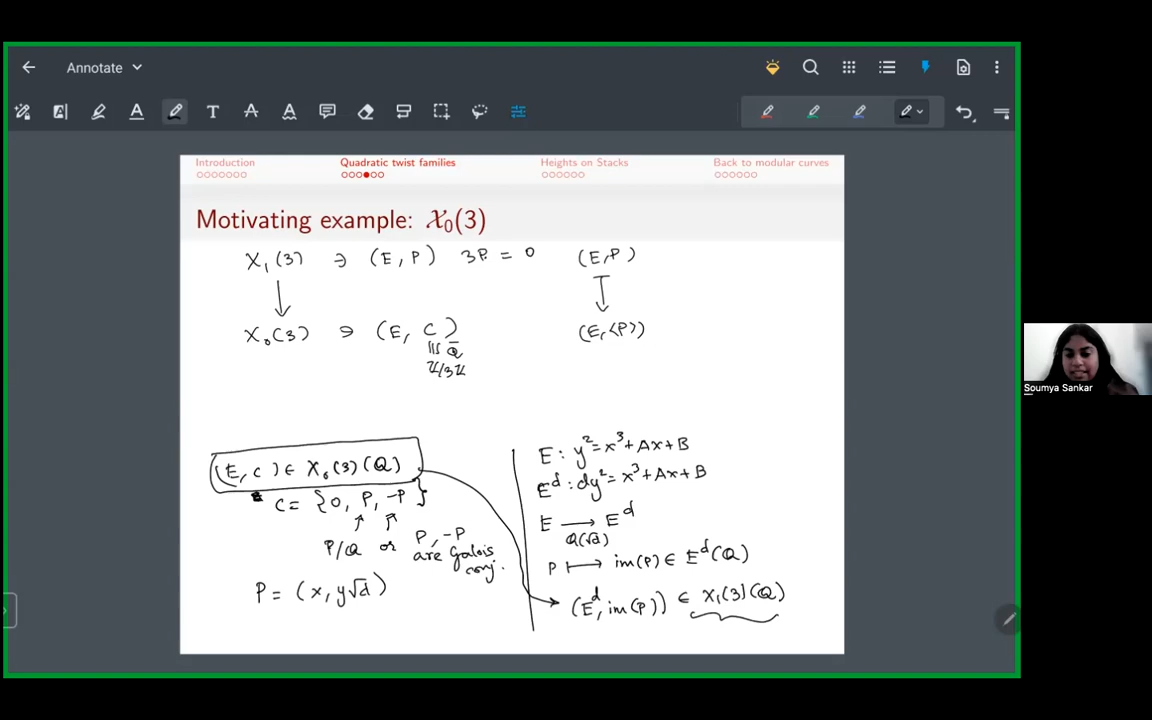 Annotate
Introduction Quadratic twist families Heights on Stacks Back to modular curves
Motivating example: 𝒳₀(3)
X₁(3) ∋ (E, P) 3P = 0 (E, P)
X₀(3) ∋ (E, C) (E, <P>)
≅ Q̄
ℤ/3ℤ
(E, C) ∈ X₀(3)(Q)
C = {0, P, -P}
P/Q or P, -P
are Galois
conj.
P = (x, y√d)
E: y² = x³ + Ax + B
E^d: dy² = x³ + Ax + B
E ⟶ E^d
Q(√d)
P ⟼ im(P) ∈ E^d(Q)
(E^d, im(P)) ∈ X₁(3)(Q)
Soumya Sankar